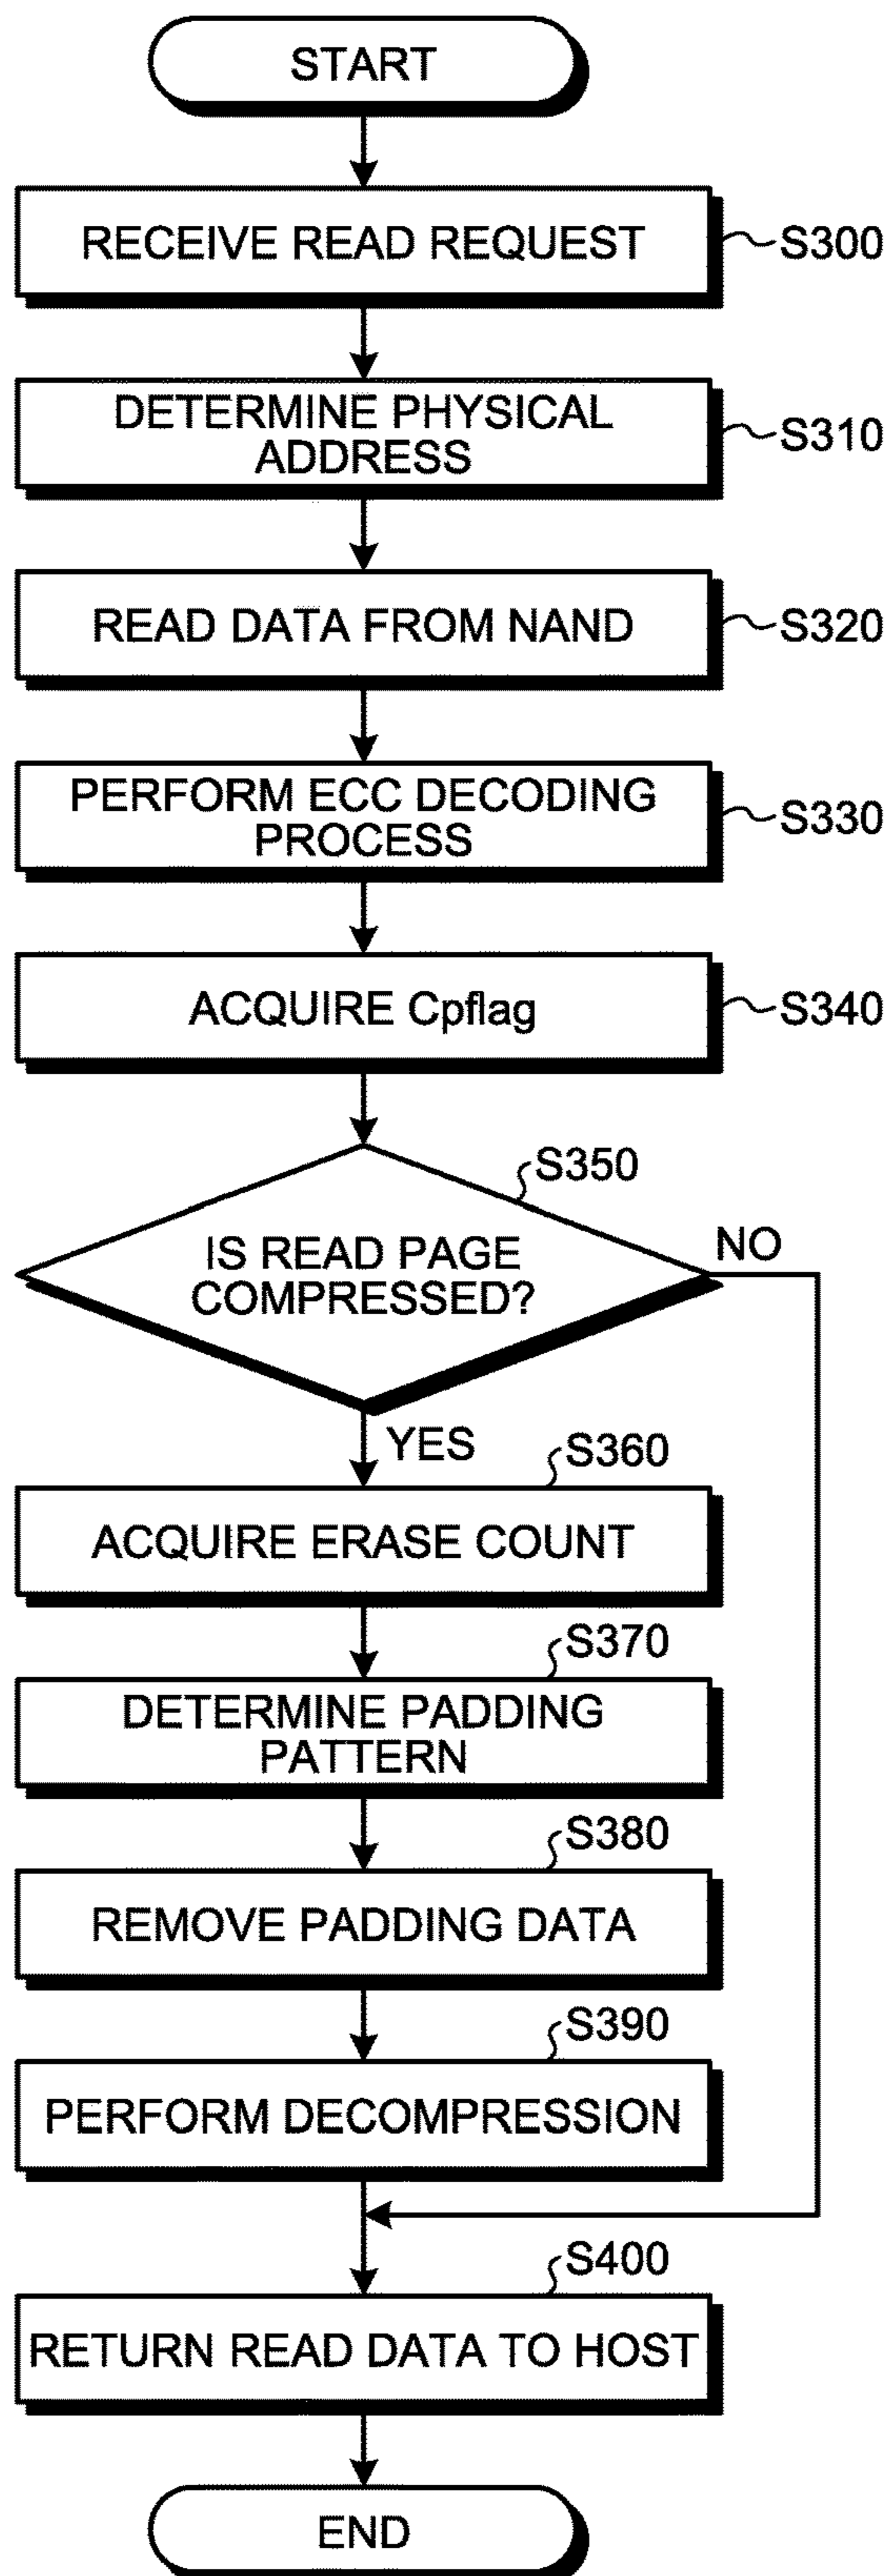 START
RECEIVE READ REQUEST
S300
DETERMINE PHYSICAL
ADDRESS
S310
READ DATA FROM NAND
S320
PERFORM ECC DECODING
PROCESS
S330
ACQUIRE Cpflag
S340
S350
IS READ PAGE
COMPRESSED?
NO
YES
S360
ACQUIRE ERASE COUNT
S370
DETERMINE PADDING
PATTERN
S380
REMOVE PADDING DATA
S390
PERFORM DECOMPRESSION
S400
RETURN READ DATA TO HOST
END